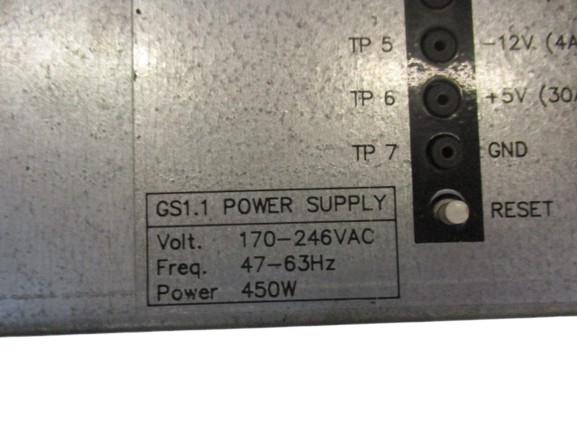 TP 5 -12V (4A
TP 6 +5V (30A
TP 7 GND
RESET
GS1.1 POWER SUPPLY
Volt. 170-246VAC
Freq. 47-63Hz
Power 450W